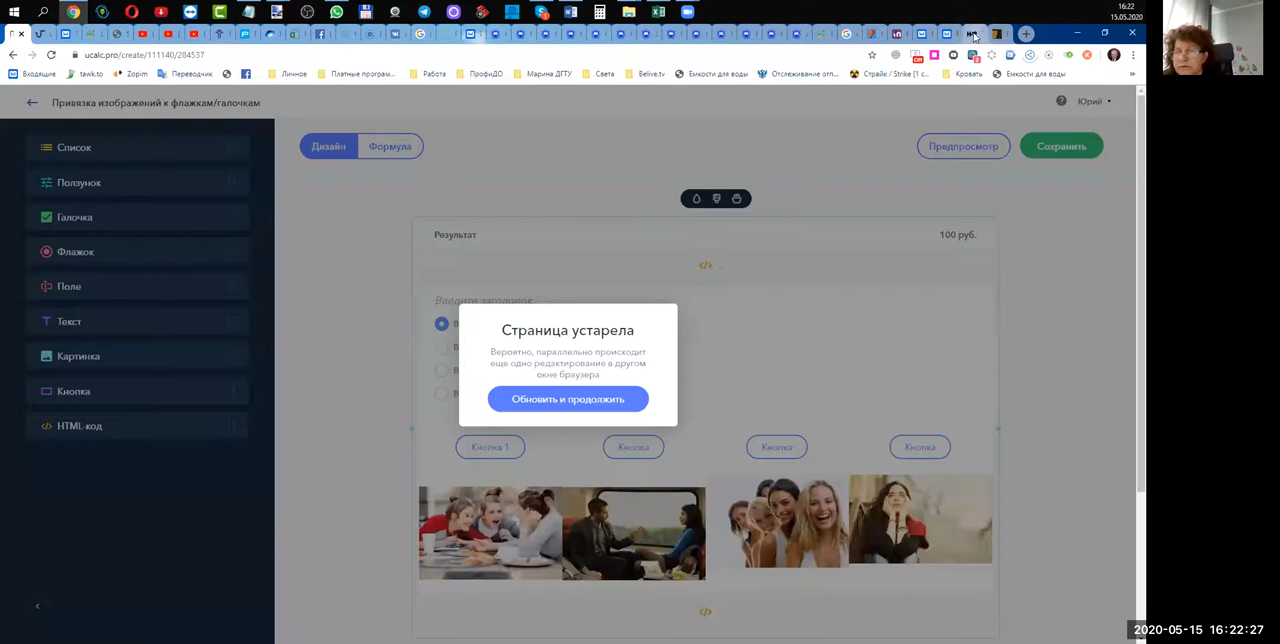 16:22
15.05.2020
ucalc.pro/create/111140/284537
Входящие
tawk.to
Zopim
Переводчик
Личное
Платные програм...
Работа
ПрофиДО
Марина ДГТУ
Света
Belive.tv
Емкости для воды
Отслеживание отп...
Страйк / Strike [1 с...
Кровать
Емкости для воды
»
Привязка изображений к флажкам/галочкам
Юрий
Список
Ползунок
Галочка
Флажок
Поле
Текст
Картинка
Кнопка
HTML-код
Дизайн
Формула
Предпросмотр
Сохранить
Результат
100 руб.
Введите заголовок
Страница устарела
Вероятно, параллельно происходит
еще одно редактирование в другом
окне браузера
Обновить и продолжить
Кнопка 1
Кнопка
Кнопка
Кнопка
2020-05-15 16:22:27